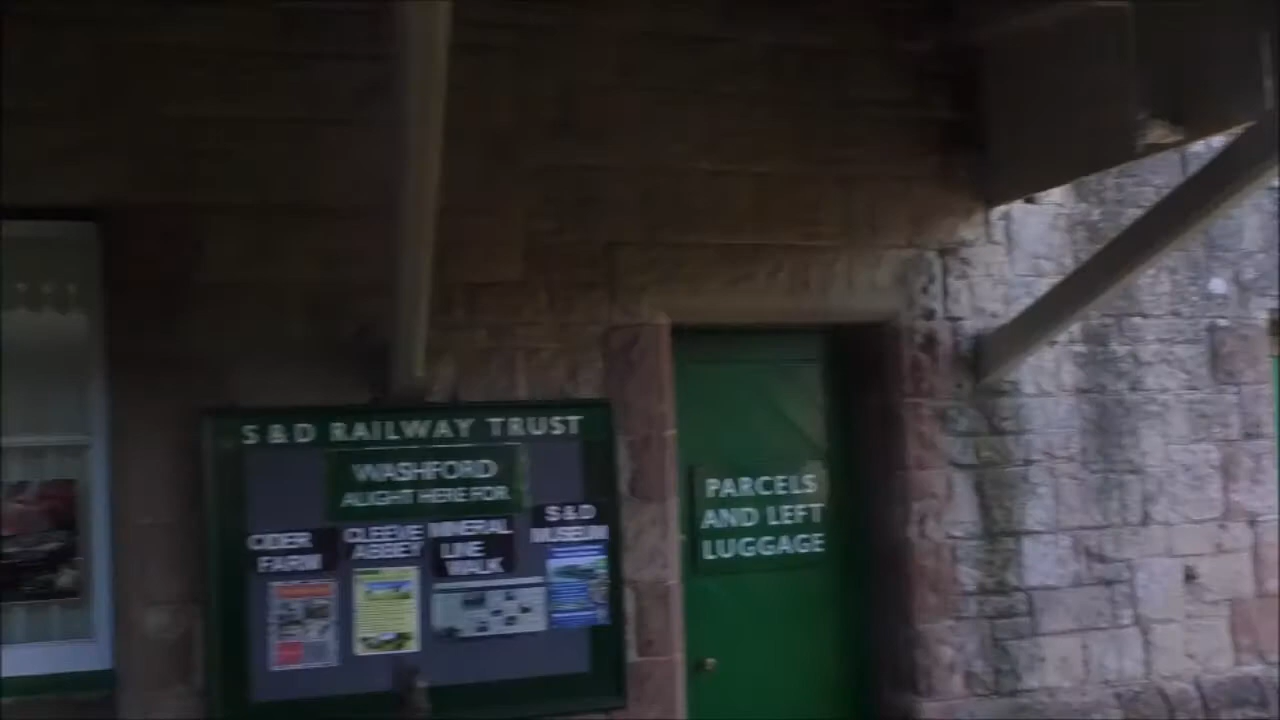 S&D RAILWAY TRUST
WASHFORD
ALIGHT HERE FOR
CIDER
FARM
CLEEVE
ABBEY
MINERAL
LINE
WALK
S&D
MUSEUM
PARCELS
AND LEFT
LUGGAGE